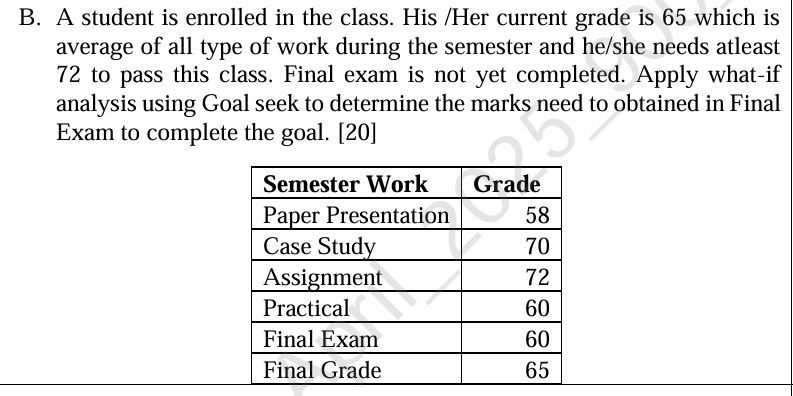 B. A student is enrolled in the class. His /Her current grade is 65 which is
average of all type of work during the semester and he/she needs atleast
72 to pass this class. Final exam is not yet completed. Apply what-if
analysis using Goal seek to determine the marks need to obtained in Final
Exam to complete the goal. [20]
Semester Work Grade
Paper Presentation 58
Case Study 70
Assignment 72
Practical 60
Final Exam 60
Final Grade 65